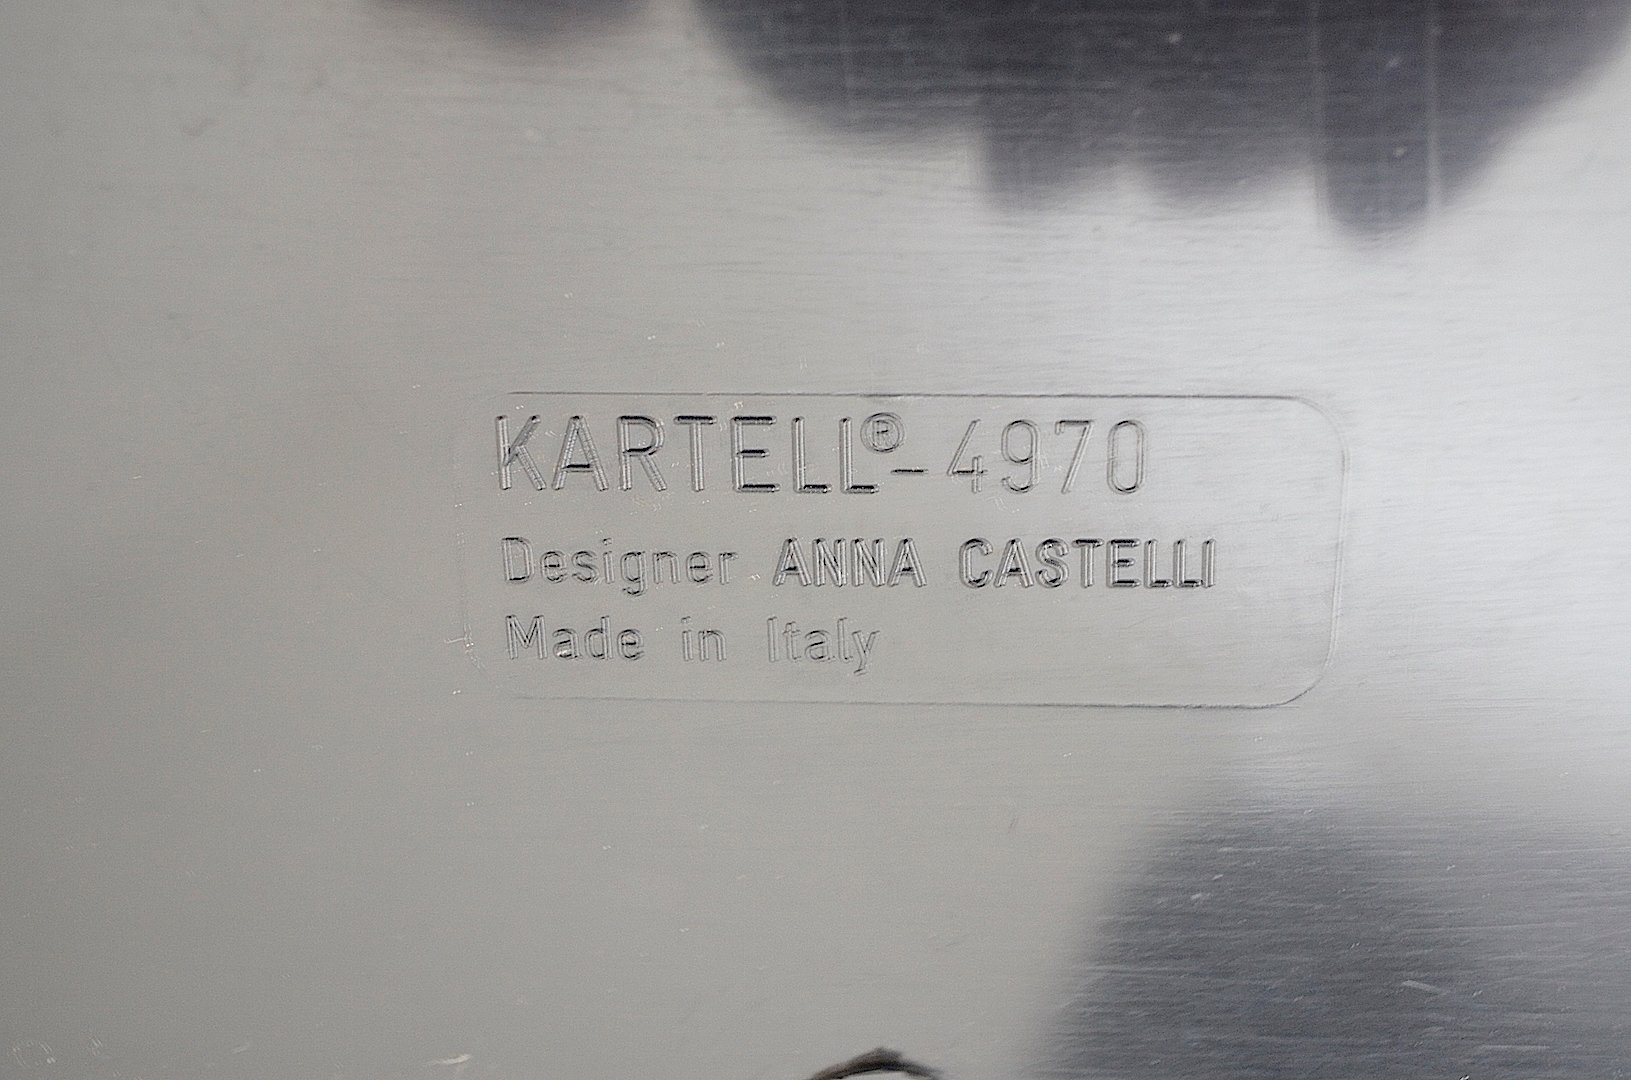 KARTELL®-4970
Designer ANNA CASTELLI
Made in Italy